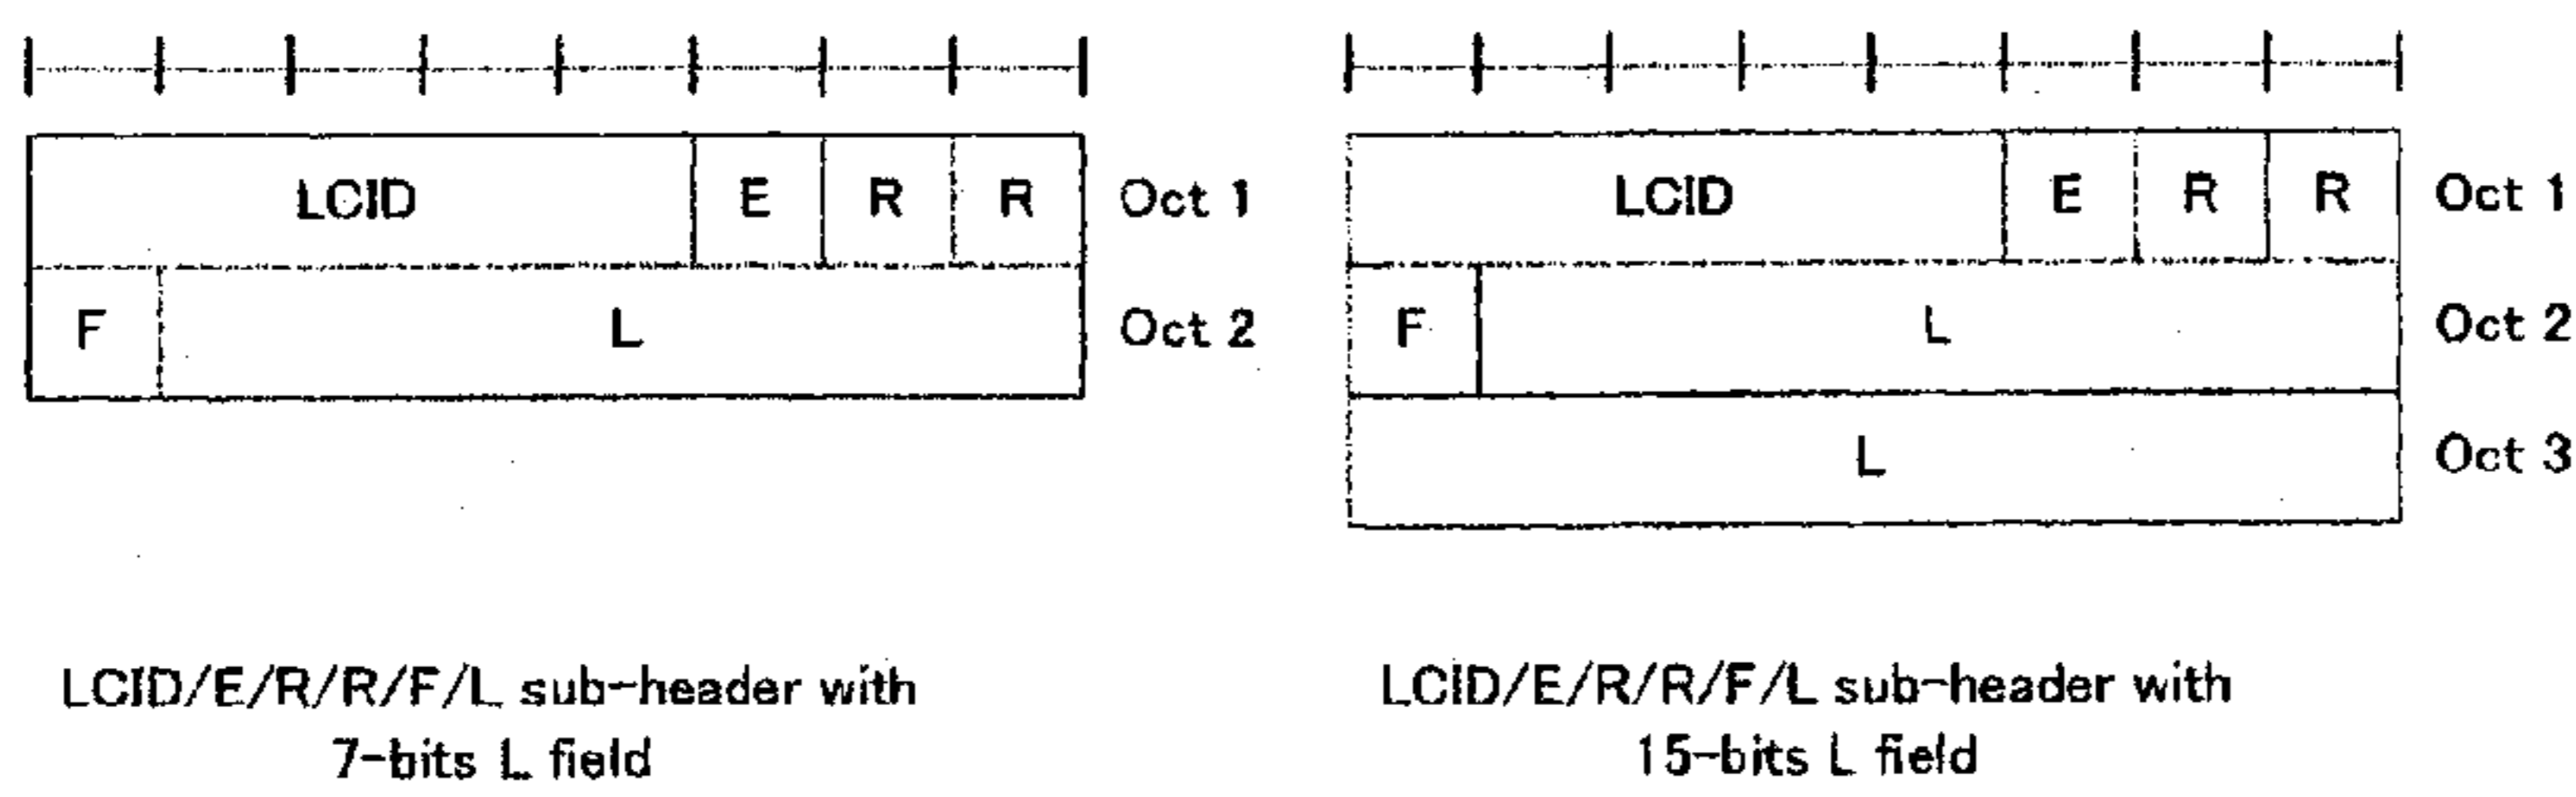 LCID E R R Oct 1
F L Oct 2
LCID/E/R/R/F/L sub-header with
7-bits L field
LCID E R R Oct 1
F L Oct 2
L Oct 3
LCID/E/R/R/F/L sub-header with
15-bits L field